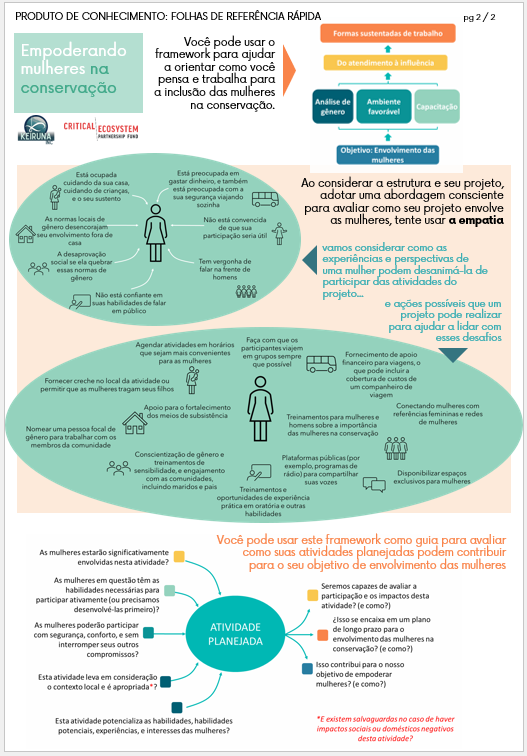 PRODUTO DE CONHECIMENTO: FOLHAS DE REFERÊNCIA RÁPIDA
pg 2 / 2
Empoderando
mulheres na
conservação
KEIRUNA
INC.
CRITICAL ECOSYSTEM
PARTNERSHIP FUND
Você pode usar o
framework para ajudar
a orientar como você
pensa e trabalha para
a inclusão das mulheres
na conservação.
Formas sustentadas de trabalho
Do atendimento à influência
Análise de
gênero
Ambiente
favorável
Capacitação
Objetivo: Envolvimento das
mulheres
Está ocupada
cuidando da sua casa,
cuidando de crianças,
e o seu sustento
Está preocupada em
gastar dinheiro, e também
está preocupada com a
sua segurança viajando
sozinha
As normas locais de
gênero desencorajam
seu envolvimento fora de
casa
Não está convencida
de que sua
participação seria útil
A desaprovação
social se ela quebrar
essas normas de
gênero
Tem vergonha de
falar na frente de
homens
Não está confiante em
suas habilidades de falar
em público
Ao considerar a estrutura e seu projeto,
adotar uma abordagem consciente
para avaliar como seu projeto envolve
as mulheres, tente usar a empatia
vamos considerar como as
experiências e perspectivas de
uma mulher podem desanimá-la de
participar das atividades do
projeto...
e ações possíveis que um
projeto pode realizar
para ajudar a lidar com
esses desafios
Agendar atividades em horários
que sejam mais convenientes
para as mulheres
Faça com que os
participantes viajem
em grupos sempre
que possível
Fornecimento de apoio
financeiro para viagens, o
que pode incluir a
cobertura de custos de
um companheiro de
viagem
Fornecer creche no local da atividade ou
permitir que as mulheres tragam seus filhos
Apoio para o fortalecimento
dos meios de subsistência
Conectando mulheres com
referências femininas e redes
de mulheres
Treinamentos para mulheres e
homens sobre a importância
das mulheres na conservação
Nomear uma pessoa focal de
gênero para trabalhar com os
membros da comunidade
Conscientização de gênero e
treinamentos de
sensibilidade, e engajamento
com as comunidades,
incluindo maridos e pais
Plataformas públicas (por
exemplo, programas de
rádio) para compartilhar
suas vozes
Disponibilizar espaços
exclusivos para mulheres
Treinamentos e
oportunidades de experiência
prática em oratória e outras
habilidades
Você pode usar este framework como guia para avaliar
como suas atividades planejadas podem contribuir
para o seu objetivo de envolvimento das mulheres
As mulheres estarão significativamente
envolvidas nesta atividade?
As mulheres em questão têm as
habilidades necessárias para
participar ativamente (ou precisamos
desenvolvê-las primeiro)?
As mulheres poderão participar
com segurança, conforto, e sem
interromper seus outros
compromissos?
Esta atividade leva em consideração
o contexto local e é apropriada*?
Esta atividade potencializa as habilidades, habilidades
potenciais, experiências, e interesses das mulheres?
ATIVIDADE
PLANEJADA
Seremos capazes de avaliar a
participação e os impactos desta
atividade? (e como?)
¿Isso se encaixa em um plano
de longo prazo para o
envolvimento das mulheres na
conservação? (e como?)
Isso contribui para o nosso
objetivo de empoderar
mulheres? (e como?)
*E existem salvaguardas no caso de haver
impactos sociais ou domésticos negativos
desta atividade?